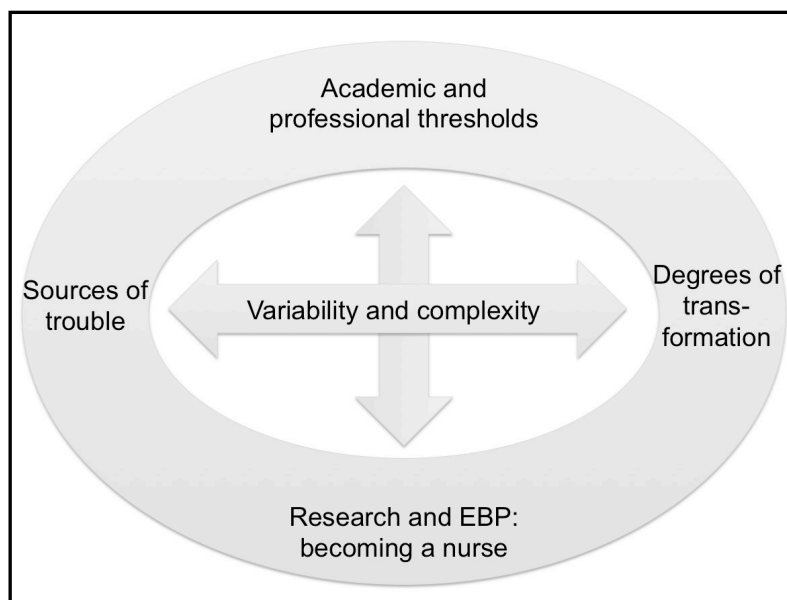 Academic and
professional thresholds
Sources of
trouble
Variability and complexity
Degrees of
trans-
formation
Research and EBP:
becoming a nurse